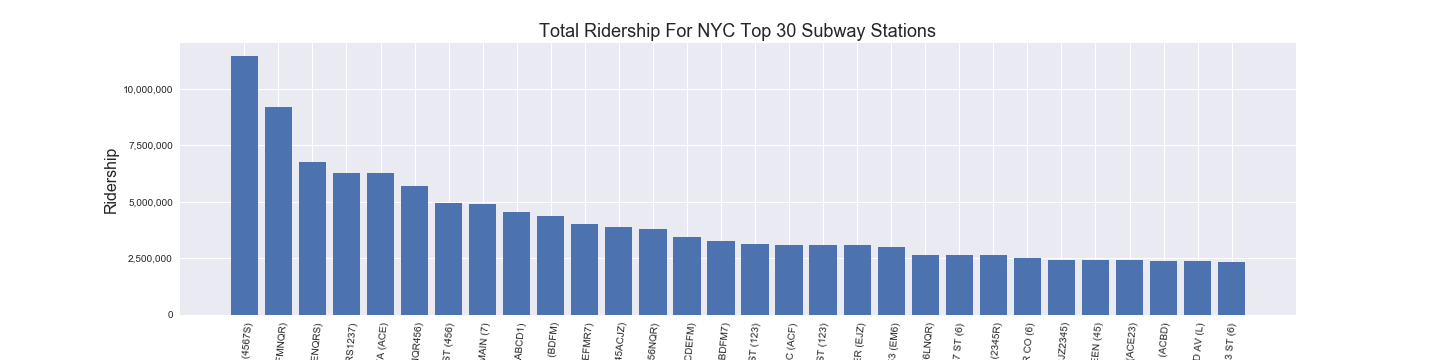 Total Ridership For NYC Top 30 Subway Stations
Ridership
10,000,000
7,500,000
5,000,000
2,500,000
0
(4567S)
FMNQR)
ENQRS)
RS1237)
(ACE)
IQR456)
ST (456)
MAIN (7)
ABCD1)
(BDFM)
EFMR7)
45ACJZ)
56NQR)
CDEFM)
BDFM7)
ST (123)
C (ACF)
ST (123)
ER (EJZ)
3 (EM6)
6LNQR)
7 ST (6)
(2345R)
R CO (6)
JZ2345)
EEN (45)
(ACE23)
(ACBD)
D AV (L)
3 ST (6)